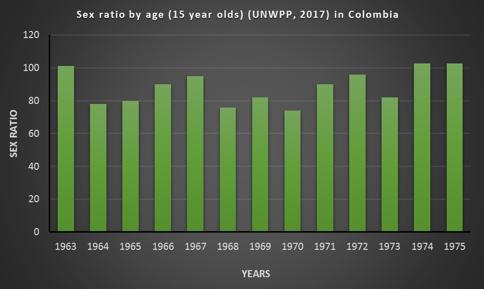 Sex ratio by age (15 year olds) (UNWPP, 2017) in Colombia
120
100
80
60
40
20
0
SEX RATIO
1963 1964 1965 1966 1967 1968 1969 1970 1971 1972 1973 1974 1975
YEARS